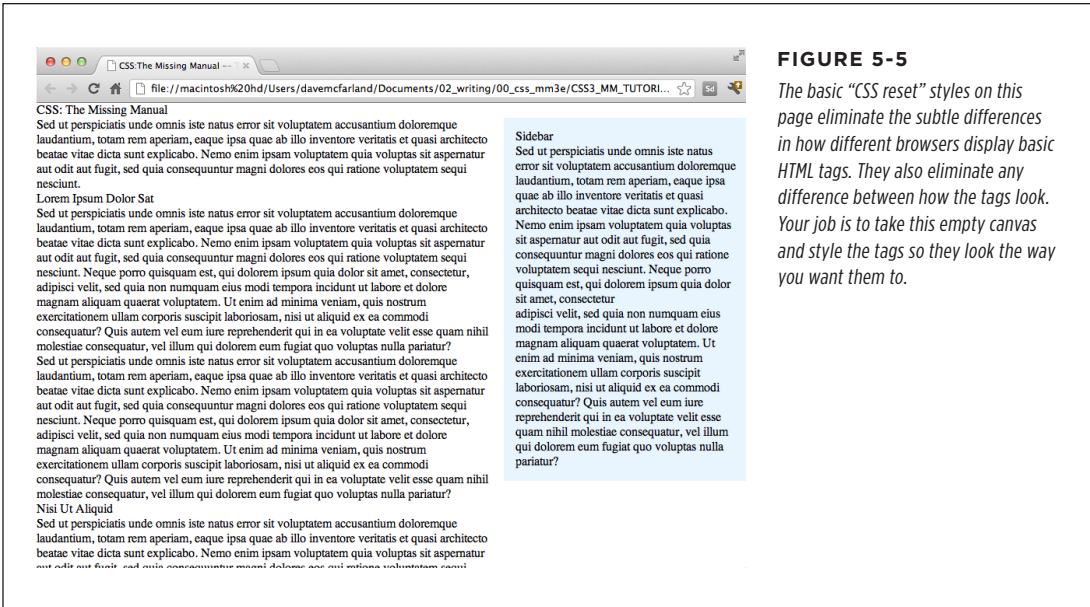 CSS:The Missing Manual -- T
file://macintosh%20hd/Users/davemcfarland/Documents/02_writing/00_css_mm3e/CSS3_MM_TUTORI...
Sd
CSS: The Missing Manual
Sed ut perspiciatis unde omnis iste natus error sit voluptatem accusantium doloremque
laudantium, totam rem aperiam, eaque ipsa quae ab illo inventore veritatis et quasi architecto
beatae vitae dicta sunt explicabo. Nemo enim ipsam voluptatem quia voluptas sit aspernatur
aut odit aut fugit, sed quia consequuntur magni dolores eos qui ratione voluptatem sequi
nesciunt.
Lorem Ipsum Dolor Sat
Sed ut perspiciatis unde omnis iste natus error sit voluptatem accusantium doloremque
laudantium, totam rem aperiam, eaque ipsa quae ab illo inventore veritatis et quasi architecto
beatae vitae dicta sunt explicabo. Nemo enim ipsam voluptatem quia voluptas sit aspernatur
aut odit aut fugit, sed quia consequuntur magni dolores eos qui ratione voluptatem sequi
nesciunt. Neque porro quisquam est, qui dolorem ipsum quia dolor sit amet, consectetur,
adipisci velit, sed quia non numquam eius modi tempora incidunt ut labore et dolore
magnam aliquam quaerat voluptatem. Ut enim ad minima veniam, quis nostrum
exercitationem ullam corporis suscipit laboriosam, nisi ut aliquid ex ea commodi
consequatur? Quis autem vel eum iure reprehenderit qui in ea voluptate velit esse quam nihil
molestiae consequatur, vel illum qui dolorem eum fugiat quo voluptas nulla pariatur?
Sed ut perspiciatis unde omnis iste natus error sit voluptatem accusantium doloremque
laudantium, totam rem aperiam, eaque ipsa quae ab illo inventore veritatis et quasi architecto
beatae vitae dicta sunt explicabo. Nemo enim ipsam voluptatem quia voluptas sit aspernatur
aut odit aut fugit, sed quia consequuntur magni dolores eos qui ratione voluptatem sequi
nesciunt. Neque porro quisquam est, qui dolorem ipsum quia dolor sit amet, consectetur,
adipisci velit, sed quia non numquam eius modi tempora incidunt ut labore et dolore
magnam aliquam quaerat voluptatem. Ut enim ad minima veniam, quis nostrum
exercitationem ullam corporis suscipit laboriosam, nisi ut aliquid ex ea commodi
consequatur? Quis autem vel eum iure reprehenderit qui in ea voluptate velit esse quam nihil
molestiae consequatur, vel illum qui dolorem eum fugiat quo voluptas nulla pariatur?
Nisi Ut Aliquid
Sed ut perspiciatis unde omnis iste natus error sit voluptatem accusantium doloremque
laudantium, totam rem aperiam, eaque ipsa quae ab illo inventore veritatis et quasi architecto
beatae vitae dicta sunt explicabo. Nemo enim ipsam voluptatem quia voluptas sit aspernatur
aut odit aut fugit, sed quia consequuntur magni dolores eos qui ratione voluptatem sequi
Sidebar
Sed ut perspiciatis unde omnis iste natus
error sit voluptatem accusantium doloremque
laudantium, totam rem aperiam, eaque ipsa
quae ab illo inventore veritatis et quasi
architecto beatae vitae dicta sunt explicabo.
Nemo enim ipsam voluptatem quia voluptas
sit aspernatur aut odit aut fugit, sed quia
consequuntur magni dolores eos qui ratione
voluptatem sequi nesciunt. Neque porro
quisquam est, qui dolorem ipsum quia dolor
sit amet, consectetur
adipisci velit, sed quia non numquam eius
modi tempora incidunt ut labore et dolore
magnam aliquam quaerat voluptatem. Ut
enim ad minima veniam, quis nostrum
exercitationem ullam corporis suscipit
laboriosam, nisi ut aliquid ex ea commodi
consequatur? Quis autem vel eum iure
reprehenderit qui in ea voluptate velit esse
quam nihil molestiae consequatur, vel illum
qui dolorem eum fugiat quo voluptas nulla
pariatur?
FIGURE 5-5
The basic “CSS reset” styles on this
page eliminate the subtle differences
in how different browsers display basic
HTML tags. They also eliminate any
difference between how the tags look.
Your job is to take this empty canvas
and style the tags so they look the way
you want them to.